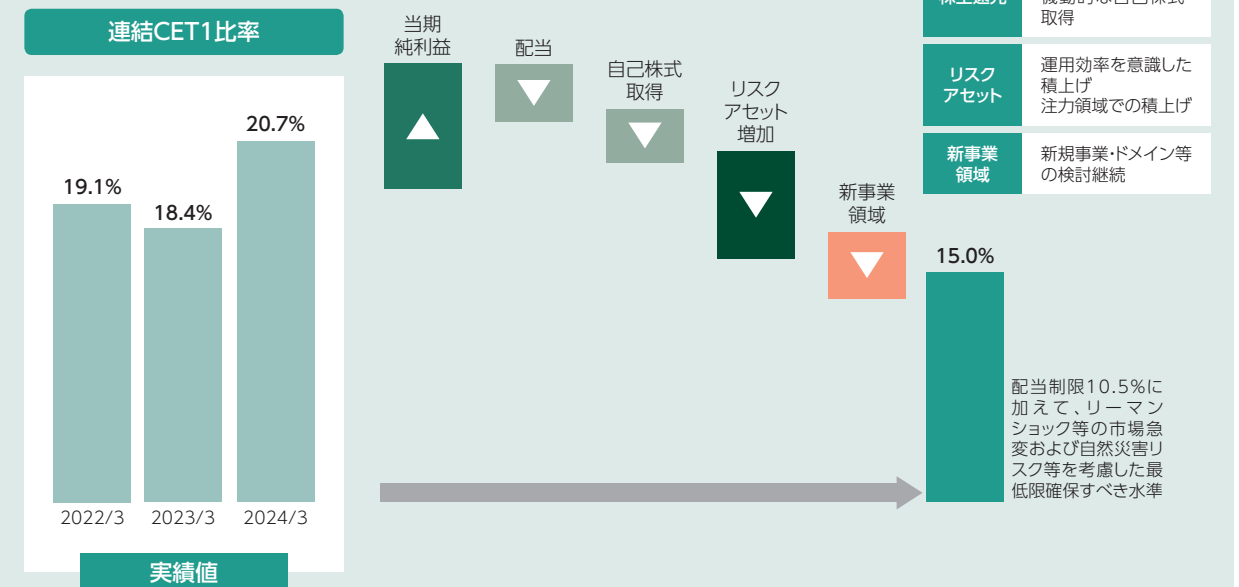 連結CET1比率
20.7%
19.1%
18.4%
2022/3
2023/3
2024/3
実績値
当期
純利益
配当
自己株式
取得
リスク
アセット
増加
新事業
領域
取得
リスク
アセット
運用効率を意識した
積上げ
注力領域での積上げ
新事業
領域
新規事業・ドメイン等
の検討継続
15.0%
配当制限10.5%に
加えて、リーマン
ショック等の市場急
変および自然災害リ
スク等を考慮した最
低限確保すべき水準